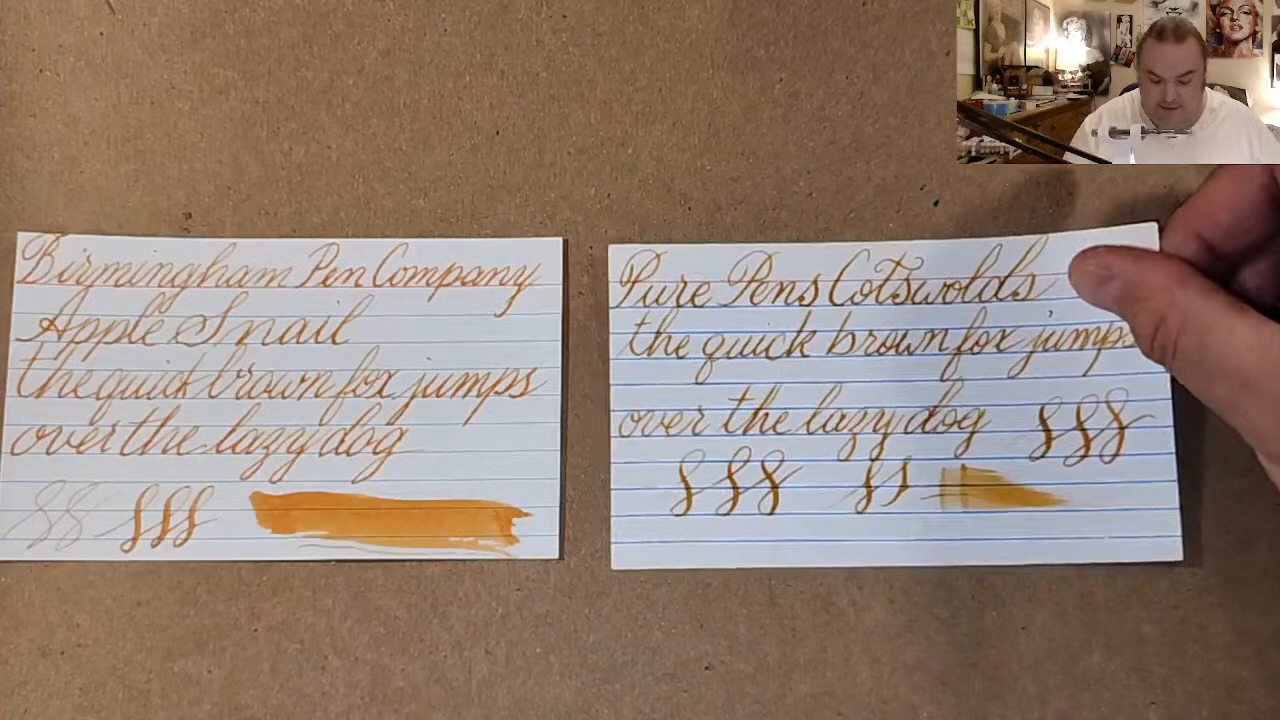 Birmingham Pen Company
Apple Snail
the quick brown fox jumps
over the lazy dog
Pure Pens Cotswolds
the quick brown fox jumps
over the lazy dog